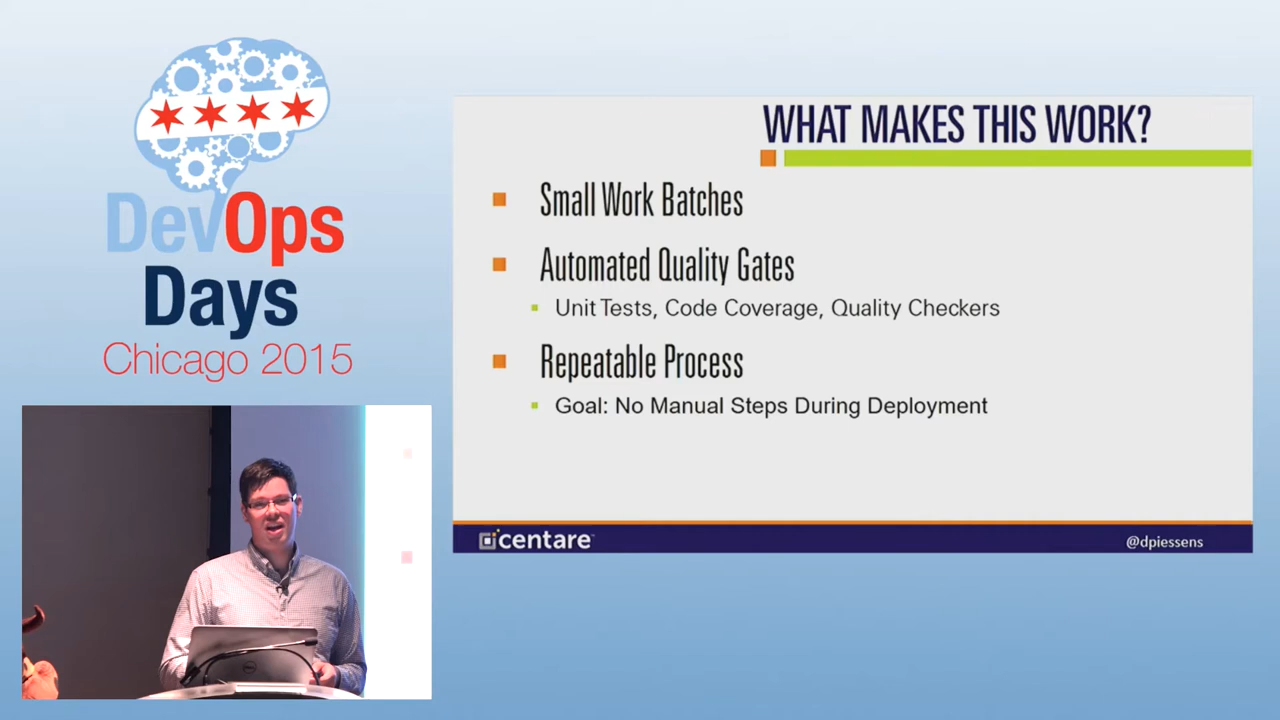 DevOps
Days
Chicago 2015
WHAT MAKES THIS WORK?
Small Work Batches
Automated Quality Gates
Unit Tests, Code Coverage, Quality Checkers
Repeatable Process
Goal: No Manual Steps During Deployment
centare
@dpiessens
DELL